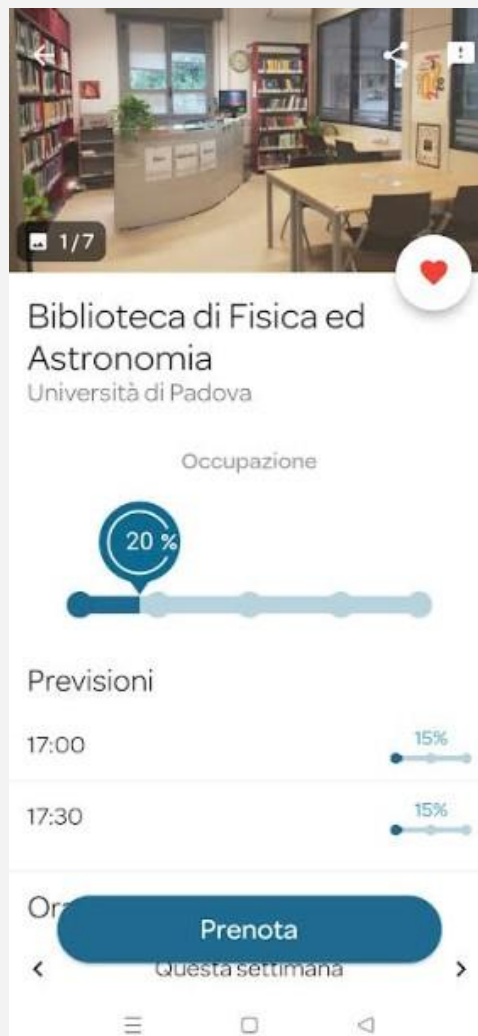 1/7
Biblioteca di Fisica ed
Astronomia
Università di Padova
Occupazione
20 %
Previsioni
17:00
15%
17:30
15%
Prenota
Questa settimana